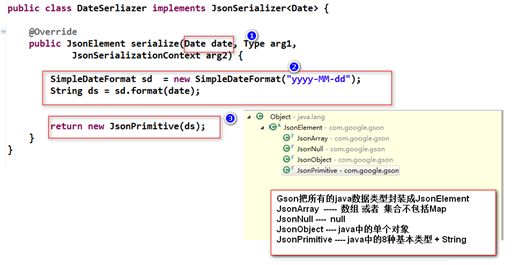 public class DateSerliazer implements JsonSerializer<Date> {
@Override
public JsonElement serialize(Date date, Type arg1,
JsonSerializationContext arg2) {
SimpleDateFormat sd = new SimpleDateFormat("yyyy-MM-dd");
String ds = sd.format(date);
return new JsonPrimitive(ds);
}
}
1
2
3
Object - java.lang
JsonElement - com.google.gson
JsonArray - com.google.gson
JsonNull - com.google.gson
JsonObject - com.google.gson
JsonPrimitive - com.google.gson
Gson把所有的java数据类型封装成JsonElement
JsonArray ----- 数组 或者 集合不包括Map
JsonNull ---- null
JsonObject ---- java中的单个对象
JsonPrimitive ---- java中的8种基本类型 + String